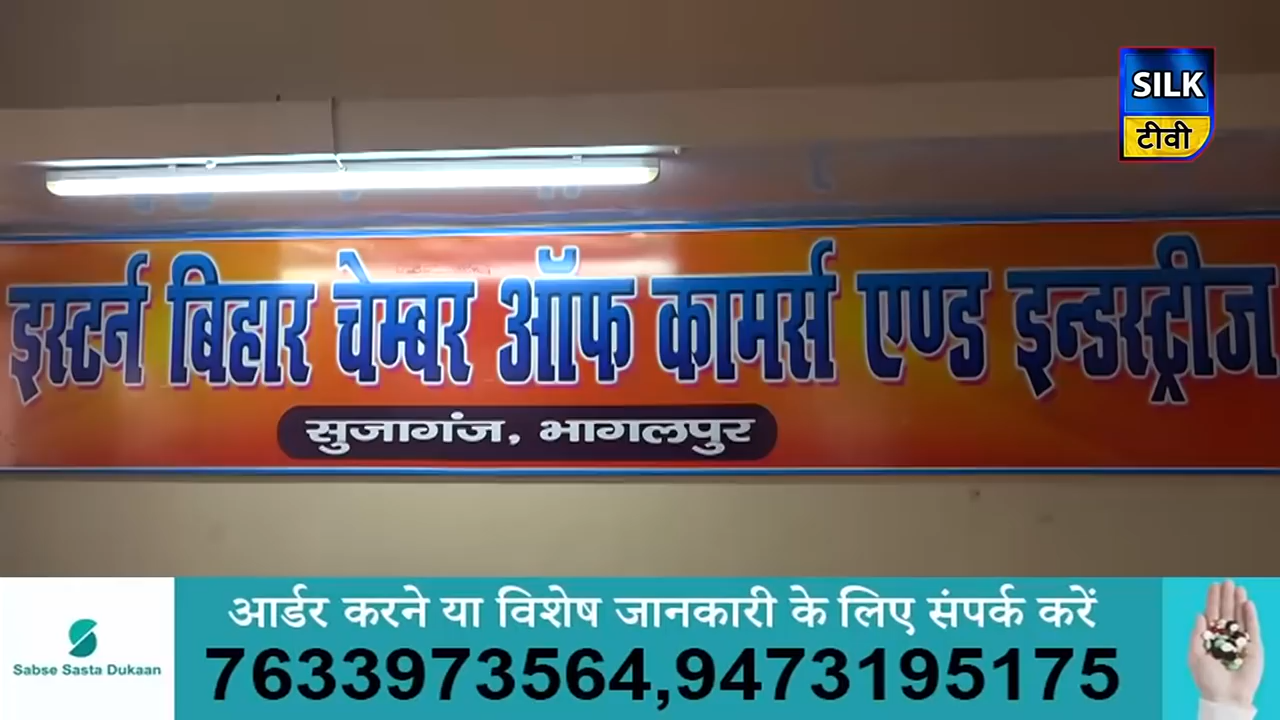 SILK
टीवी
इस्टर्न बिहार चेम्बर ऑफ कामर्स एण्ड इन्डस्ट्रीज
सुजागंज, भागलपुर
आर्डर करने या विशेष जानकारी के लिए संपर्क करें
Sabse Sasta Dukaan
7633973564,9473195175